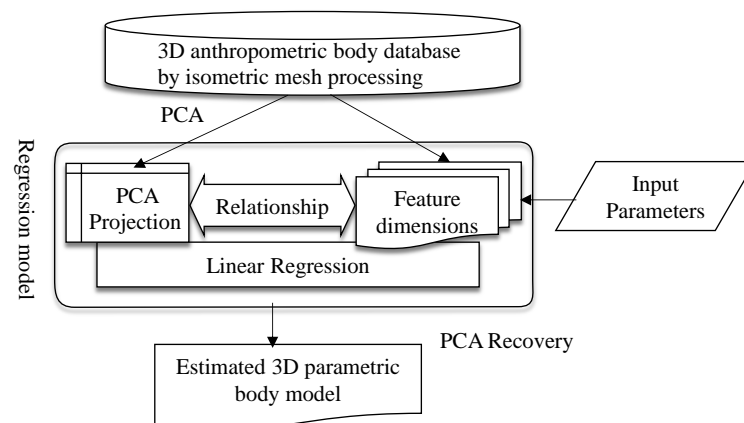 3D anthropometric body database
by isometric mesh processing
PCA
Regression model
PCA
Projection
Relationship
Feature
dimensions
Input
Parameters
Linear Regression
PCA Recovery
Estimated 3D parametric
body model